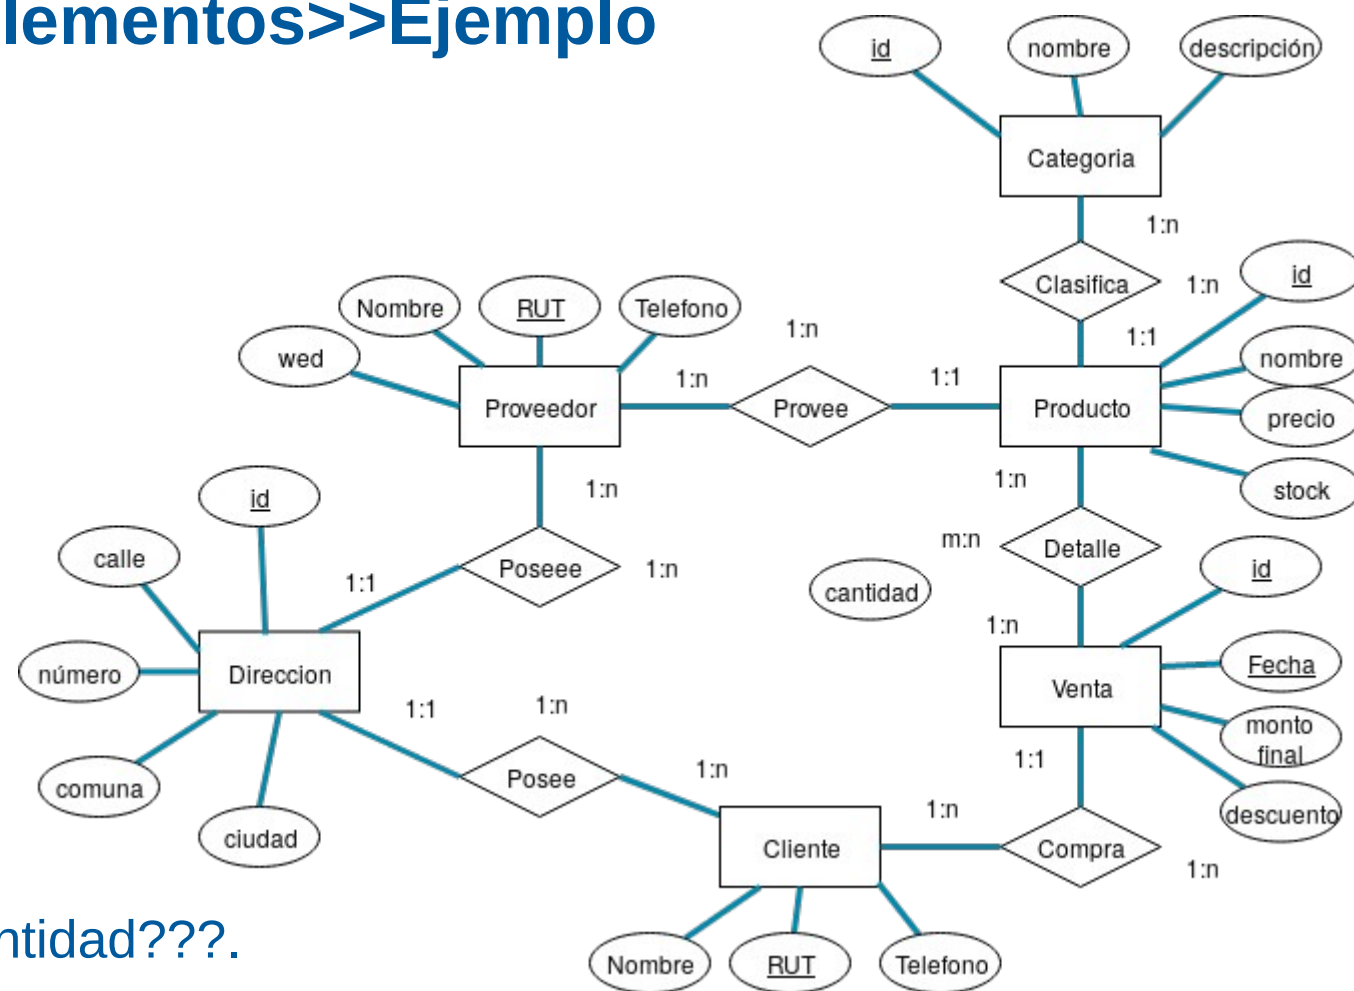 lementos>>Ejemplo
id
nombre
descripción
Categoria
1:n
Clasifica
1:n
1:1
id
nombre
precio
stock
Producto
Nombre
RUT
Telefono
wed
Proveedor
1:n
1:n
Provee
1:1
1:n
Poseee
1:n
1:1
id
calle
número
comuna
ciudad
Direccion
1:n
m:n
Detalle
cantidad
1:n
id
Fecha
monto
final
descuento
Venta
1:1
1:1
1:n
Posee
1:n
Cliente
1:n
Compra
1:n
Nombre
RUT
Telefono
ntidad???.